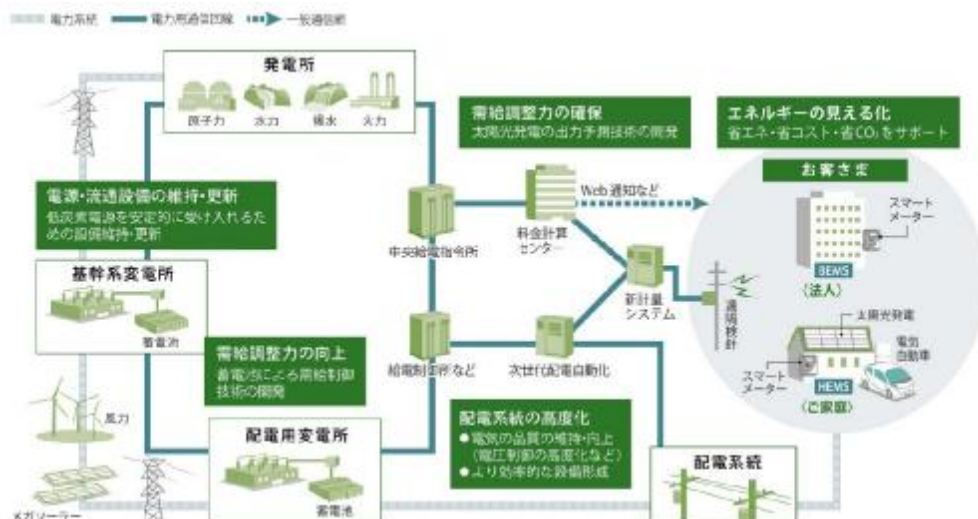 電力系統 電力用通信回線 一般通信網
発電所
原子力 水力 揚水 火力
需給調整力の確保
太陽光発電の出力予測技術の開発
エネルギーの見える化
省エネ・省コスト・省CO₂をサポート
お客さま
電源・流通設備の維持・更新
低炭素電源を安定的に受け入れるた
めの設備維持・更新
中央給電指令所
料金計算
センター
Web通知など
スマート
メーター
BEMS
(法人)
基幹系変電所
蓄電池
新計量
システム
遠隔検針
太陽光発電
電気
自動車
スマート
メーター
HEMS
(ご家庭)
需給調整力の向上
蓄電池による需給制御
技術の開発
給電制御所など
次世代配電自動化
風力
メガソーラー
配電用変電所
蓄電池
配電系統の高度化
●電気の品質の維持・向上
(電圧制御の高度化など)
●より効率的な設備形成
配電系統